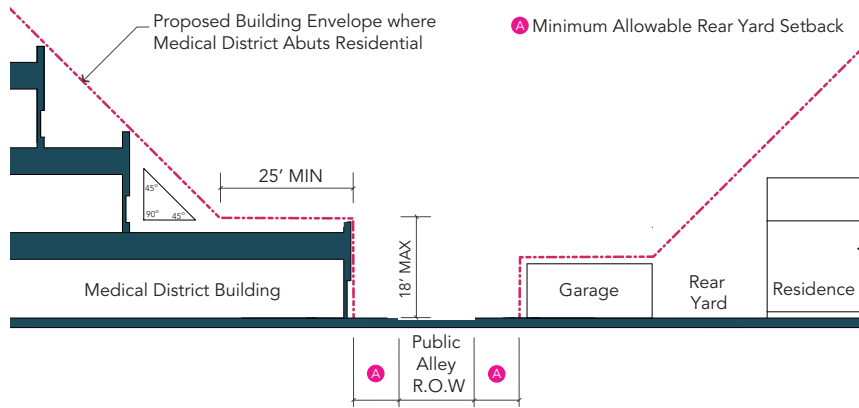 Proposed Building Envelope where
Medical District Abuts Residential
A Minimum Allowable Rear Yard Setback
25’ MIN
45°
90°
45°
18’ MAX
Medical District Building
Garage
Rear
Yard
Residence
Public
Alley
R.O.W
A
A